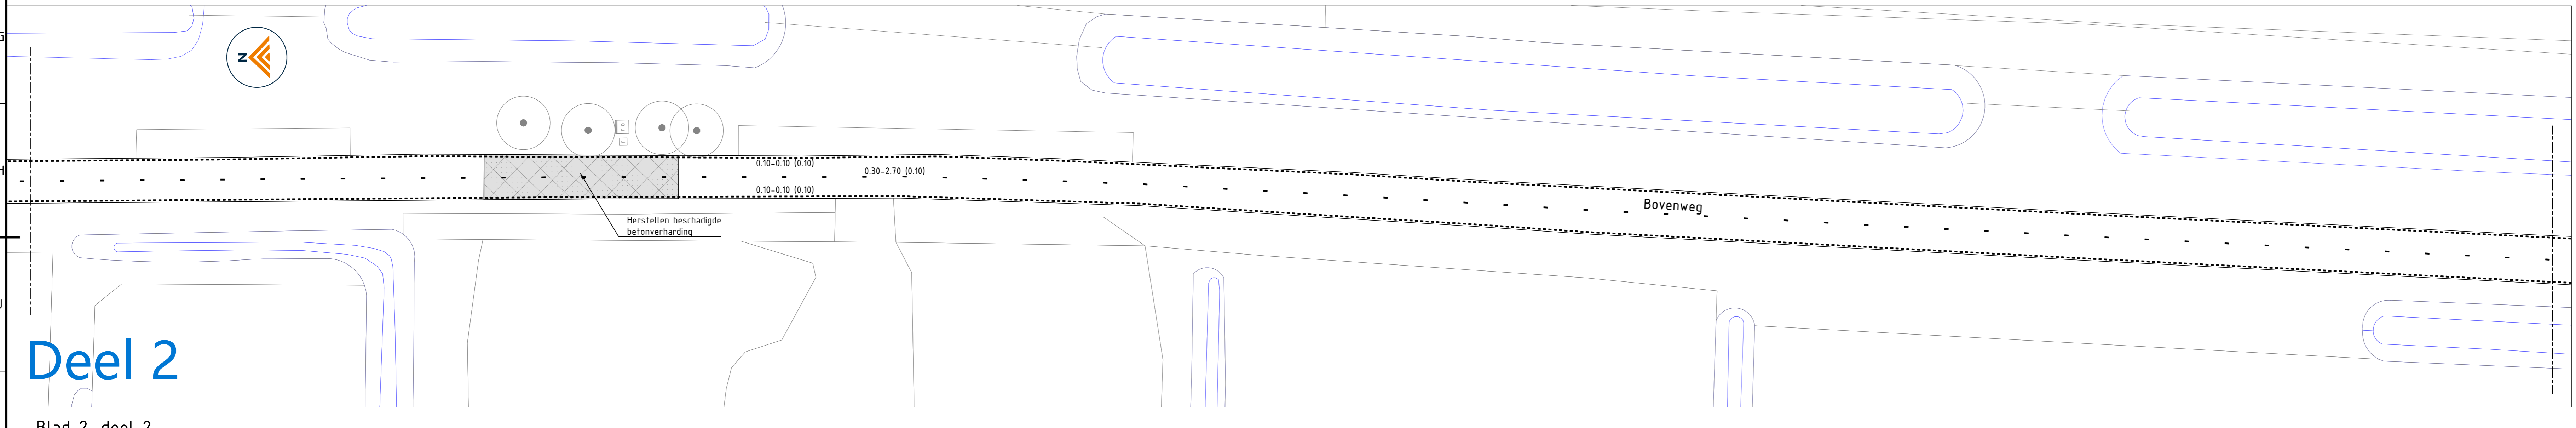 G
N
H
0.10-0.10 (0.10)
0.30-2.70 (0.10)
0.10-0.10 (0.10)
Bovenweg
Herstellen beschadigde
betonverharding
J
Deel 2
Blad 2, deel 2